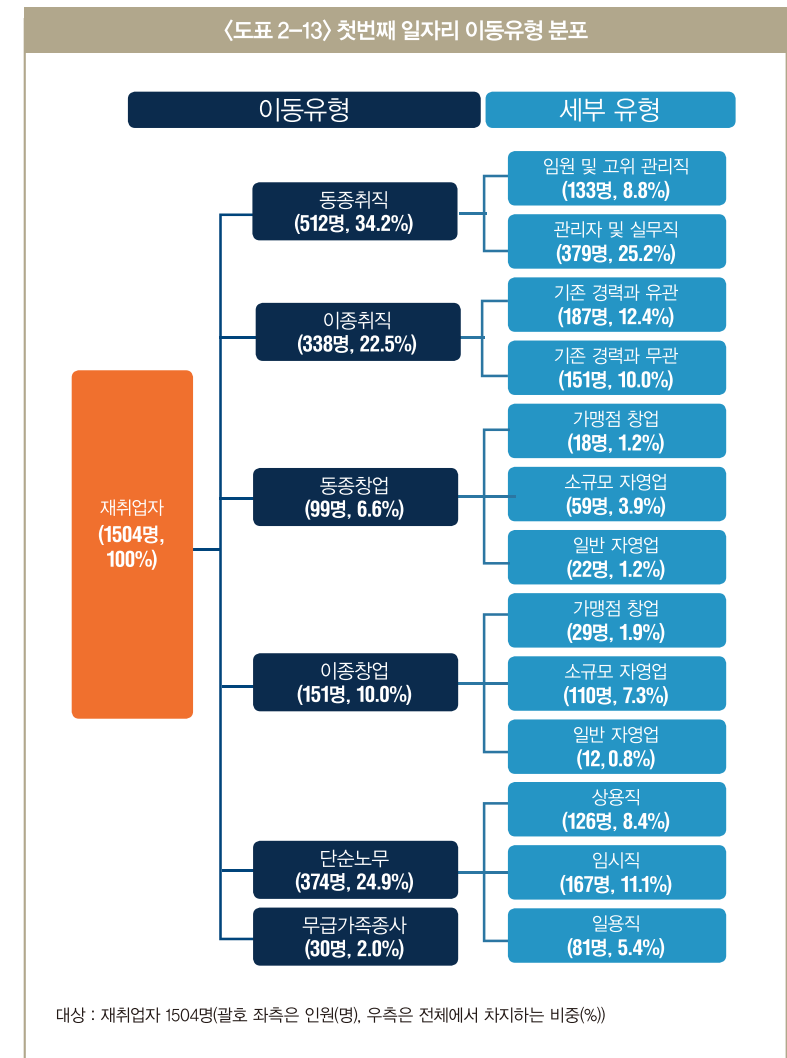 〈도표 2-13〉 첫번째 일자리 이동유형 분포
이동유형
세부 유형
재취업자
(1504명,
100%)
동종취직
(512명, 34.2%)
임원 및 고위 관리직
(133명, 8.8%)
관리자 및 실무직
(379명, 25.2%)
이종취직
(338명, 22.5%)
기존 경력과 유관
(187명, 12.4%)
기존 경력과 무관
(151명, 10.0%)
동종창업
(99명, 6.6%)
가맹점 창업
(18명, 1.2%)
소규모 자영업
(59명, 3.9%)
일반 자영업
(22명, 1.2%)
이종창업
(151명, 10.0%)
가맹점 창업
(29명, 1.9%)
소규모 자영업
(110명, 7.3%)
일반 자영업
(12, 0.8%)
단순노무
(374명, 24.9%)
상용직
(126명, 8.4%)
임시직
(167명, 11.1%)
일용직
(81명, 5.4%)
무급가족종사
(30명, 2.0%)
대상 : 재취업자 1504명(괄호 좌측은 인원(명), 우측은 전체에서 차지하는 비중(%))